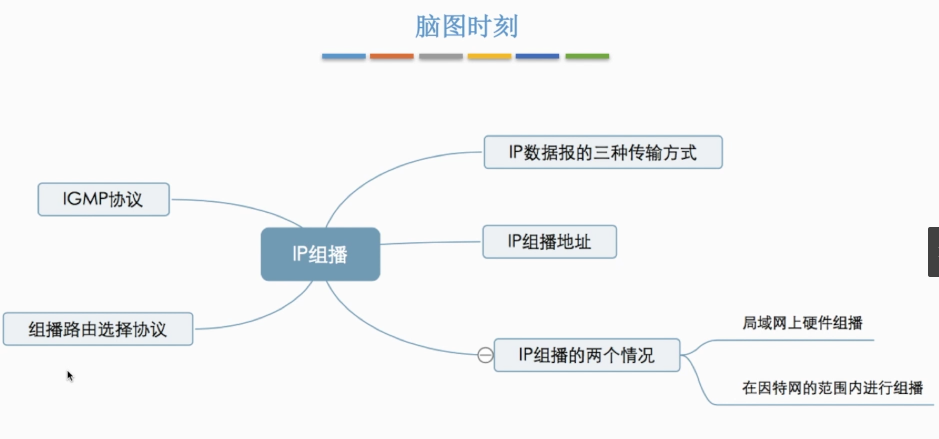 脑图时刻
IP数据报的三种传输方式
IGMP协议
IP组播地址
IP组播
组播路由选择协议
局域网上硬件组播
IP组播的两个情况
在因特网的范围内进行组播